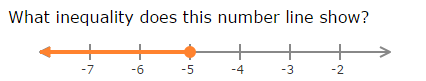 What inequality does this number line show?
-7 -6 -5 -4 -3 -2